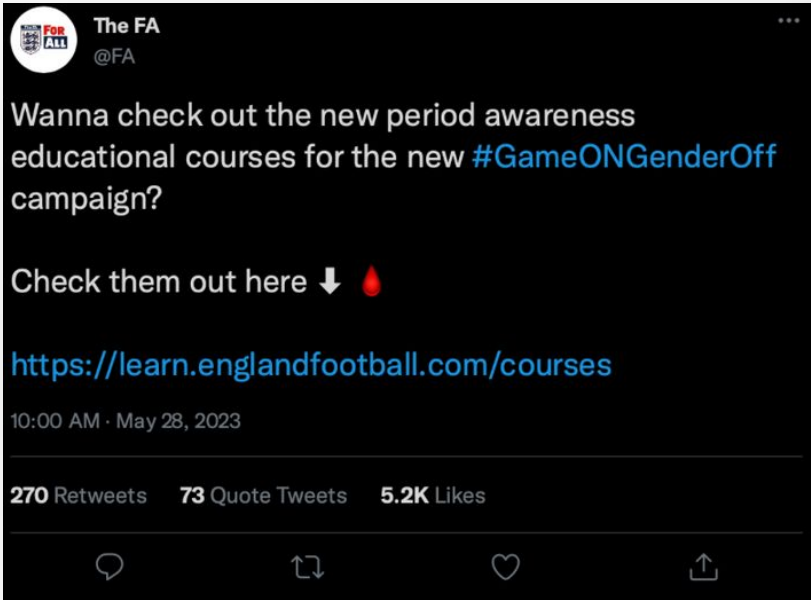 FOR
ALL
The FA
@FA
Wanna check out the new period awareness
educational courses for the new #GameONGenderOff
campaign?
Check them out here ⬇ 🩸
https://learn.englandfootball.com/courses
10:00 AM · May 28, 2023
270 Retweets 73 Quote Tweets 5.2K Likes